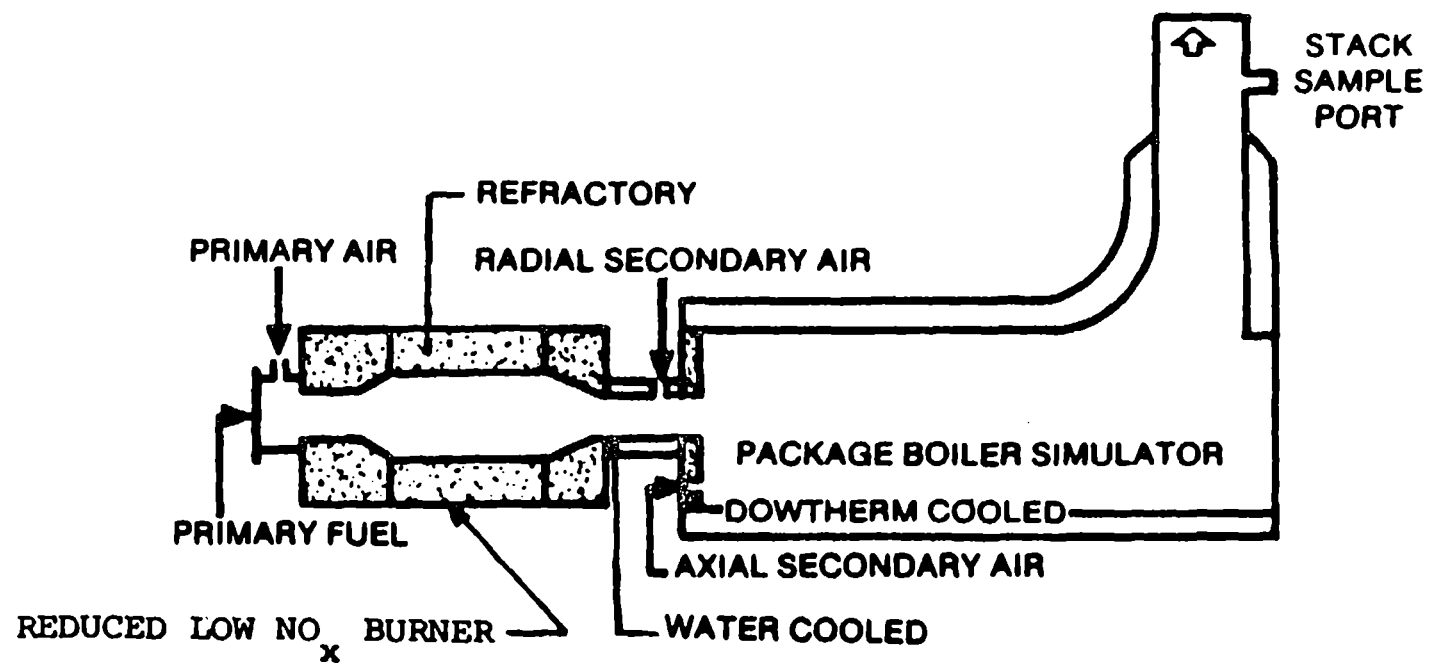 STACK
SAMPLE
PORT
REFRACTORY
PRIMARY AIR
RADIAL SECONDARY AIR
PACKAGE BOILER SIMULATOR
DOWTHERM COOLED
PRIMARY FUEL
AXIAL SECONDARY AIR
REDUCED LOW NOx BURNER
WATER COOLED